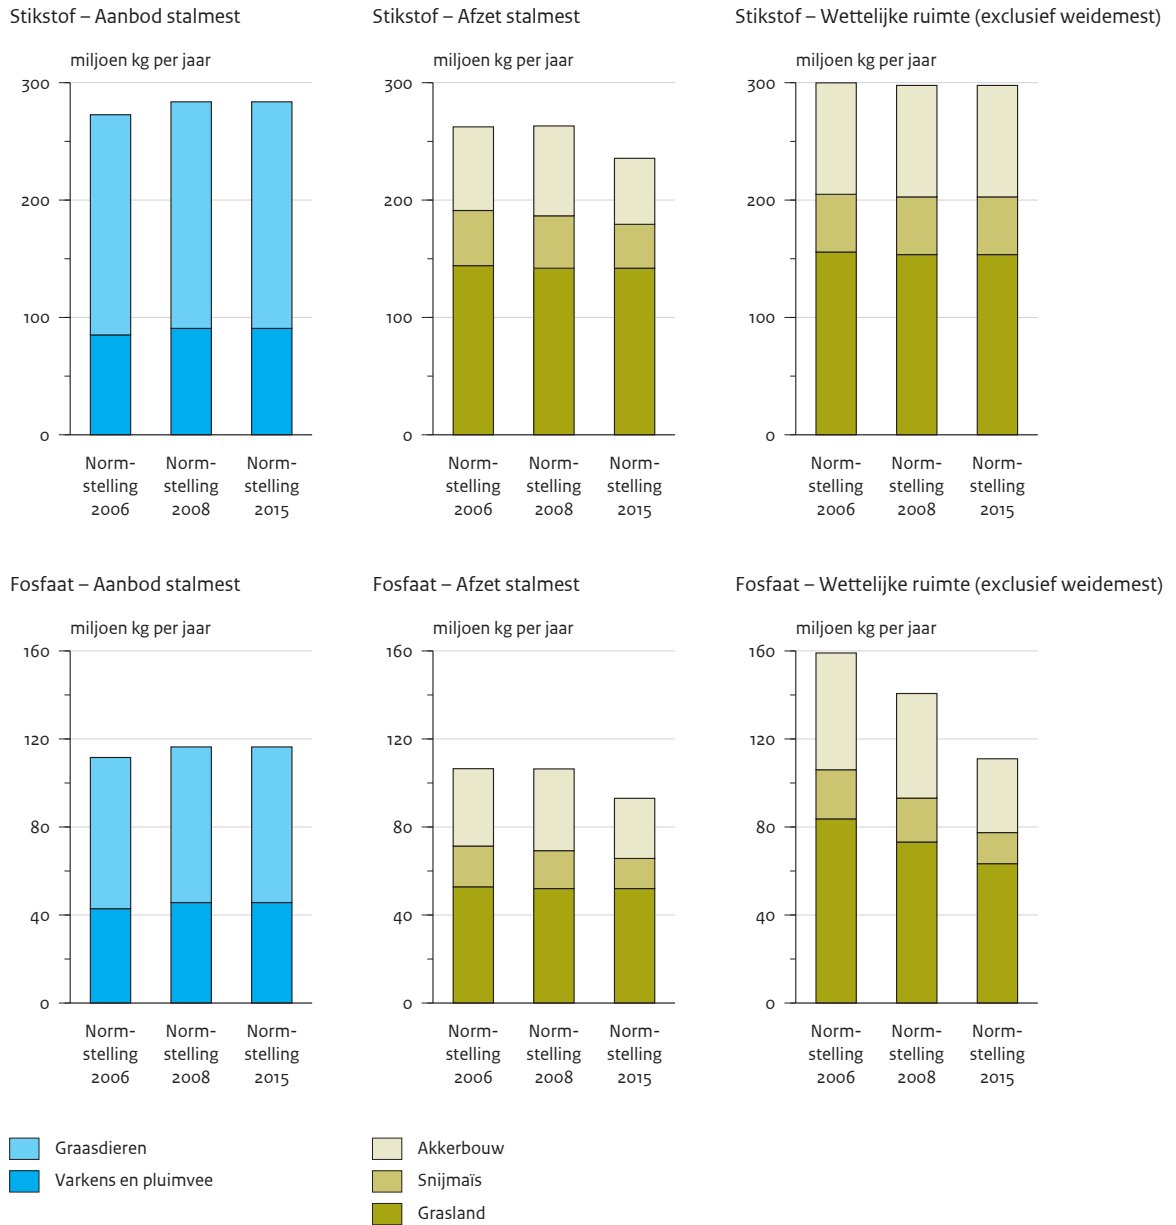 Stikstof – Aanbod stalmest
miljoen kg per jaar
300
200
100
0
Norm-
stelling
2006
Norm-
stelling
2008
Norm-
stelling
2015
Stikstof – Afzet stalmest
miljoen kg per jaar
300
200
100
0
Norm-
stelling
2006
Norm-
stelling
2008
Norm-
stelling
2015
Stikstof – Wettelijke ruimte (exclusief weidemest)
miljoen kg per jaar
300
200
100
0
Norm-
stelling
2006
Norm-
stelling
2008
Norm-
stelling
2015
Fosfaat – Aanbod stalmest
miljoen kg per jaar
160
120
80
40
0
Norm-
stelling
2006
Norm-
stelling
2008
Norm-
stelling
2015
Fosfaat – Afzet stalmest
miljoen kg per jaar
160
120
80
40
0
Norm-
stelling
2006
Norm-
stelling
2008
Norm-
stelling
2015
Fosfaat – Wettelijke ruimte (exclusief weidemest)
miljoen kg per jaar
160
120
80
40
0
Norm-
stelling
2006
Norm-
stelling
2008
Norm-
stelling
2015
Graasdieren
Varkens en pluimvee
Akkerbouw
Snijmaïs
Grasland